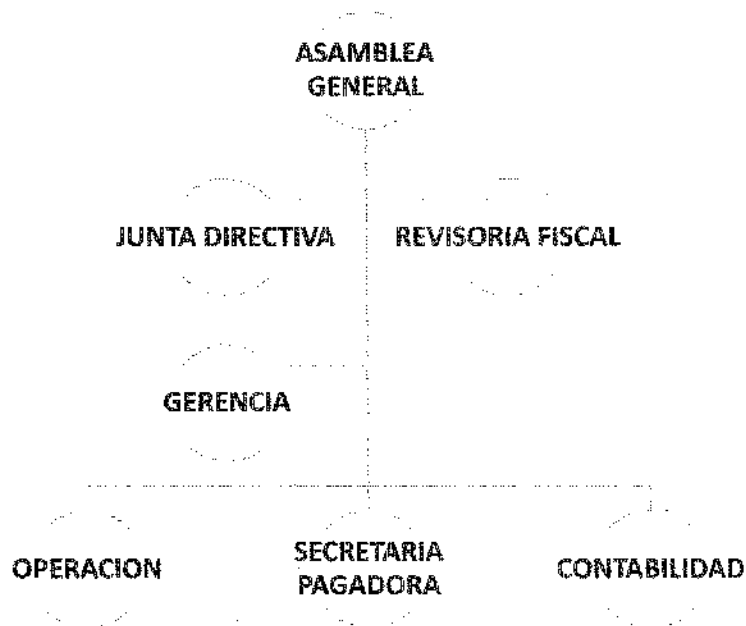 ASAMBLEA
GENERAL
JUNTA DIRECTIVA
REVISORIA FISCAL
GERENCIA
OPERACION
SECRETARIA
PAGADORA
CONTABILIDAD